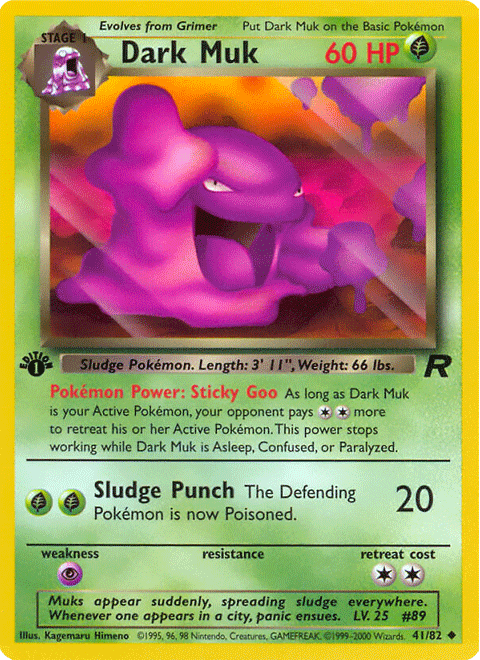 Evolves from Grimer Put Dark Muk on the Basic Pokémon
STAGE 1
Dark Muk 60 HP
Sludge Pokémon. Length: 3' 11", Weight: 66 lbs.
EDITION
1
R
Pokémon Power: Sticky Goo As long as Dark Muk
is your Active Pokémon, your opponent pays more
to retreat his or her Active Pokémon. This power stops
working while Dark Muk is Asleep, Confused, or Paralyzed.
Sludge Punch The Defending 20
Pokémon is now Poisoned.
weakness resistance retreat cost
Muks appear suddenly, spreading sludge everywhere.
Whenever one appears in a city, panic ensues. LV. 25 #89
Illus. Kagemaru Himeno ©1995, 96, 98 Nintendo, Creatures, GAMEFREAK. ©1999-2000 Wizards. 41/82